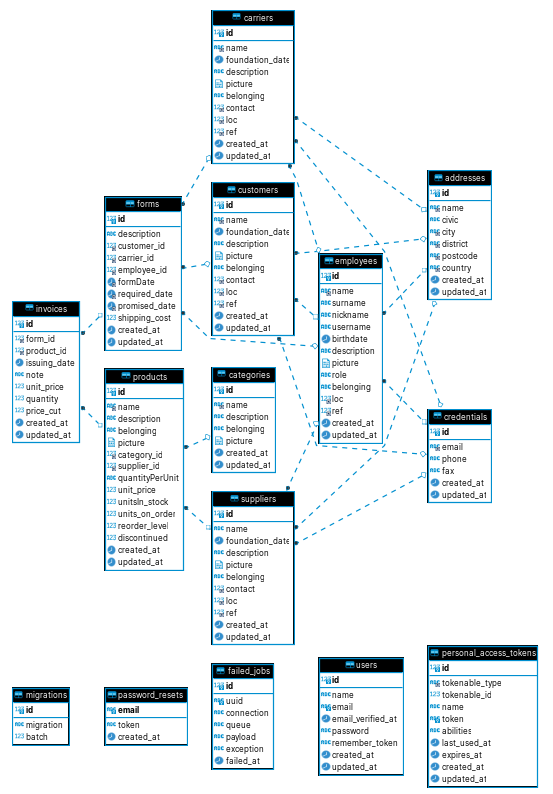 carriers
id
name
foundation_date
description
picture
belonging
contact
loc
ref
created_at
updated_at
addresses
id
name
civic
city
district
postcode
country
created_at
updated_at
customers
id
name
foundation_date
description
picture
belonging
contact
loc
ref
created_at
updated_at
forms
id
description
customer_id
carrier_id
employee_id
formDate
required_date
promised_date
shipping_cost
created_at
updated_at
employees
id
name
surname
nickname
username
birthdate
description
picture
role
belonging
loc
ref
created_at
updated_at
invoices
id
form_id
product_id
issuing_date
note
unit_price
quantity
price_cut
created_at
updated_at
products
id
name
description
belonging
picture
category_id
supplier_id
quantityPerUnit
unit_price
unitsIn_stock
units_on_order
reorder_level
discontinued
created_at
updated_at
categories
id
name
description
belonging
picture
created_at
updated_at
credentials
id
email
phone
fax
created_at
updated_at
suppliers
id
name
foundation_date
description
picture
belonging
contact
loc
ref
created_at
updated_at
migrations
id
migration
batch
password_resets
email
token
created_at
failed_jobs
id
uuid
connection
queue
payload
exception
failed_at
users
id
name
email
email_verified_at
password
remember_token
created_at
updated_at
personal_access_tokens
id
tokenable_type
tokenable_id
name
token
abilities
last_used_at
expires_at
created_at
updated_at